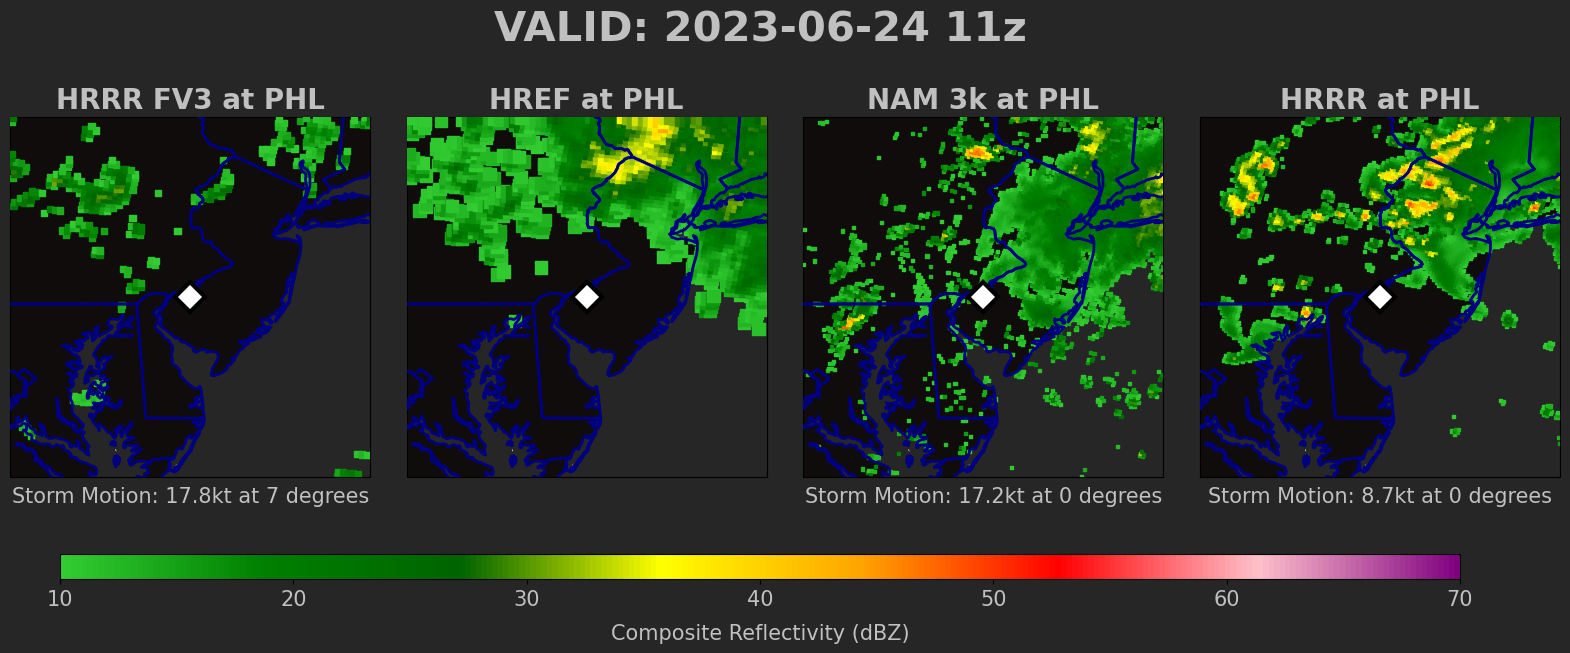 VALID: 2023-06-24 11z
HRRR FV3 at PHL
HREF at PHL
NAM 3k at PHL
HRRR at PHL
Storm Motion: 17.8kt at 7 degrees
Storm Motion: 17.2kt at 0 degrees
Storm Motion: 8.7kt at 0 degrees
10 20 30 40 50 60 70
Composite Reflectivity (dBZ)